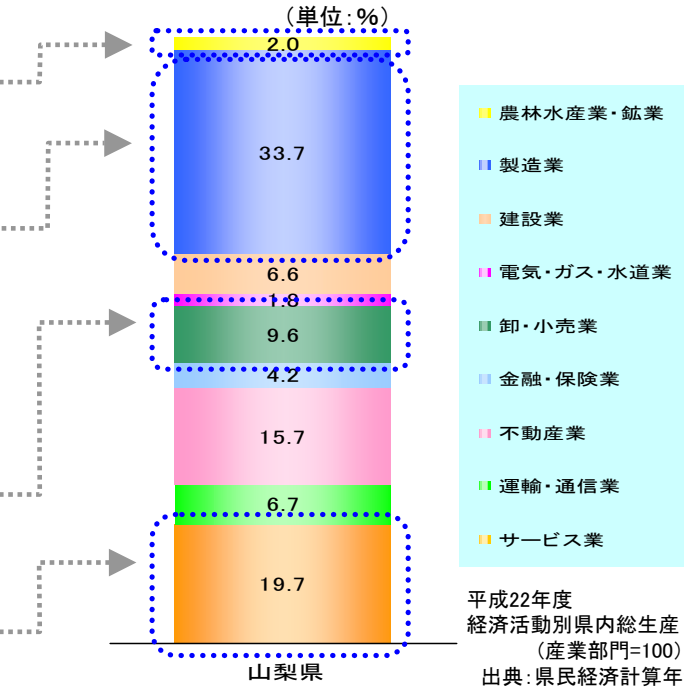 (単位:%)
2.0
33.7
6.6
1.8
9.6
4.2
15.7
6.7
19.7
山梨県
農林水産業・鉱業
製造業
建設業
電気・ガス・水道業
卸・小売業
金融・保険業
不動産業
運輸・通信業
サービス業
平成22年度
経済活動別県内総生産
(産業部門=100)
出典:県民経済計算年